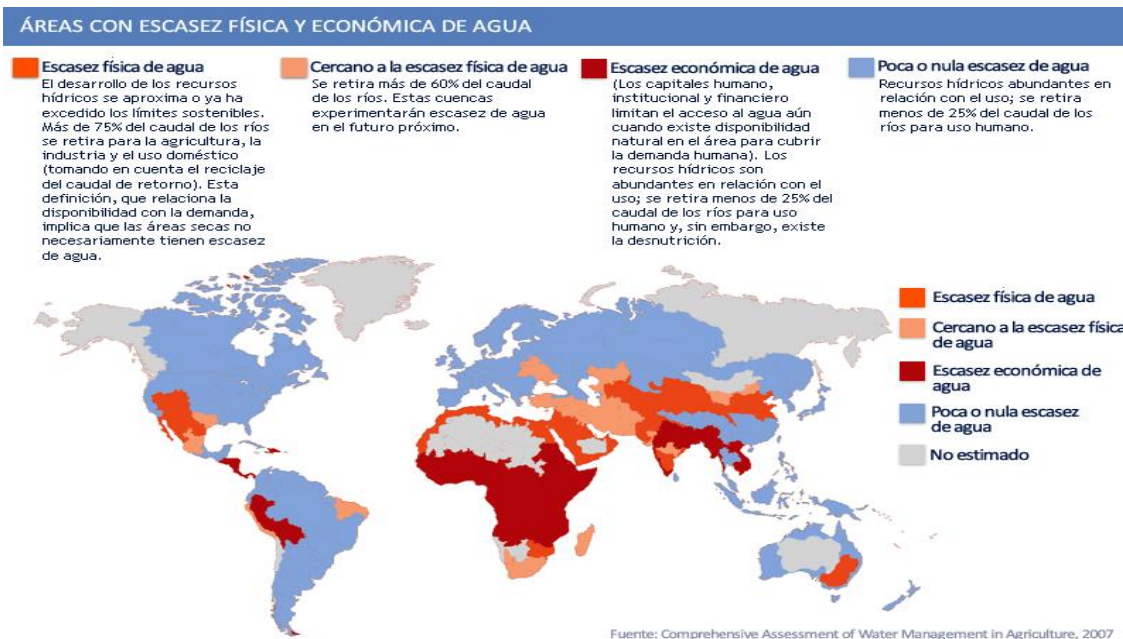 ÁREAS CON ESCASEZ FÍSICA Y ECONÓMICA DE AGUA
Escasez física de agua
El desarrollo de los recursos
hídricos se aproxima o ya ha
excedido los límites sostenibles.
Más de 75% del caudal de los ríos
se retira para la agricultura, la
industria y el uso doméstico
(tomando en cuenta el reciclaje
del caudal de retorno). Esta
definición, que relaciona la
disponibilidad con la demanda,
implica que las áreas secas no
necesariamente tienen escasez
de agua.
Cercano a la escasez física de agua
Se retira más de 60% del caudal
de los ríos. Estas cuencas
experimentarán escasez de agua
en el futuro próximo.
Escasez económica de agua
(Los capitales humano,
institucional y financiero
limitan el acceso al agua aún
cuando existe disponibilidad
natural en el área para cubrir
la demanda humana). Los
recursos hídricos son
abundantes en relación con el
uso; se retira menos de 25% del
caudal de los ríos para uso
humano y, sin embargo, existe
la desnutrición.
Poca o nula escasez de agua
Recursos hídricos abundantes en
relación con el uso; se retira
menos de 25% del caudal de los
ríos para uso humano.
Escasez física de agua
Cercano a la escasez física
de agua
Escasez económica de
agua
Poca o nula escasez
de agua
No estimado
Fuente: Comprehensive Assessment of Water Management in Agriculture, 2007